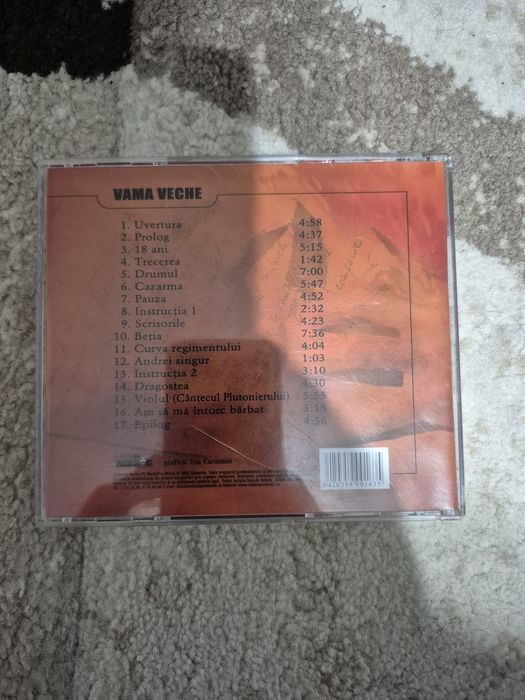 VAMA VECHE
1. Uvertura 4:58
2. Prolog 4:37
3. 18 ani 5:15
4. Trecerea 1:42
5. Drumul 7:00
6. Cazarma 5:47
7. Pauza 4:52
8. Instrucția 1 2:32
9. Scrisorile 4:23
10. Beția 7:36
11. Curva regimentului 4:04
12. Andrei singur 1:03
13. Instrucția 2 3:10
14. Dragostea 4:30
15. Violul (Cântecul Plutonierului) 5:55
16. Am să mă întorc bărbat 3:15
17. Epilog 4:56
grafică: Ina Caramăn